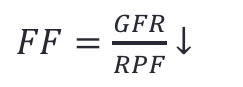 FF = GFR/RPF ↓